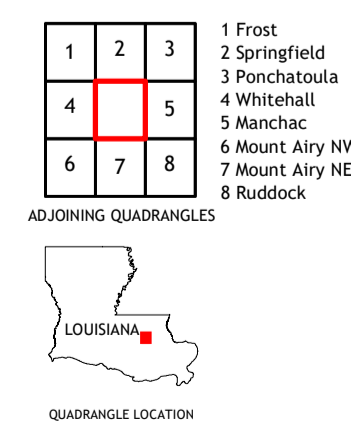 1 2 3
4 5
6 7 8
1 Frost
2 Springfield
3 Ponchatoula
4 Whitehall
5 Manchac
6 Mount Airy NW
7 Mount Airy NE
8 Ruddock
ADJOINING QUADRANGLES
LOUISIANA
QUADRANGLE LOCATION